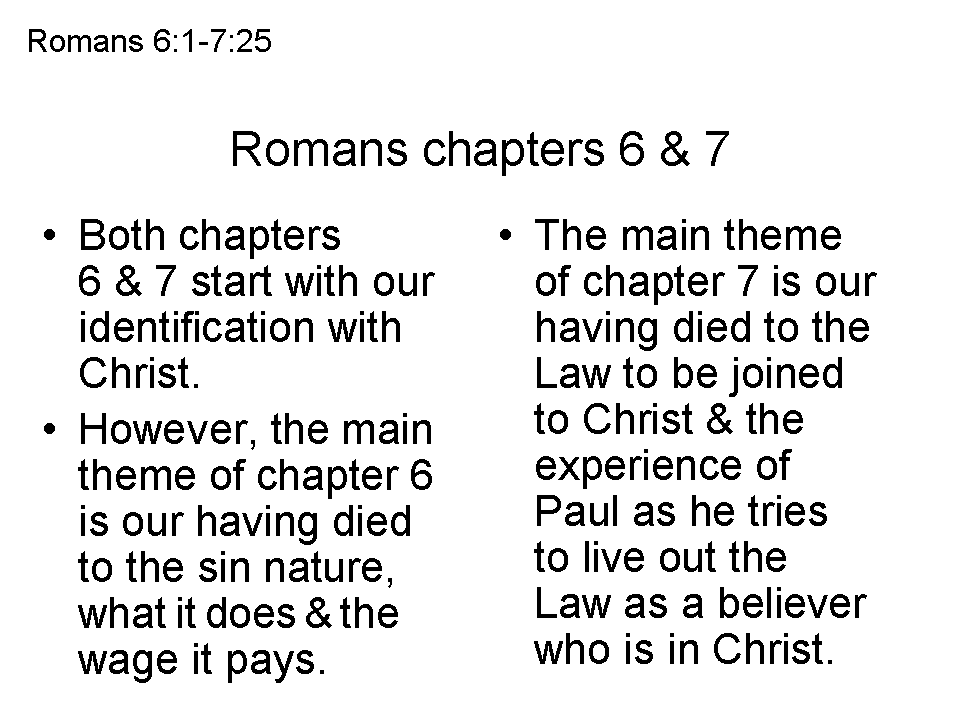 Romans 6:1-7:25
Romans chapters 6 & 7
• Both chapters
6 & 7 start with our
identification with
Christ.
• However, the main
theme of chapter 6
is our having died
to the sin nature,
what it does & the
wage it pays.
• The main theme
of chapter 7 is our
having died to the
Law to be joined
to Christ & the
experience of
Paul as he tries
to live out the
Law as a believer
who is in Christ.